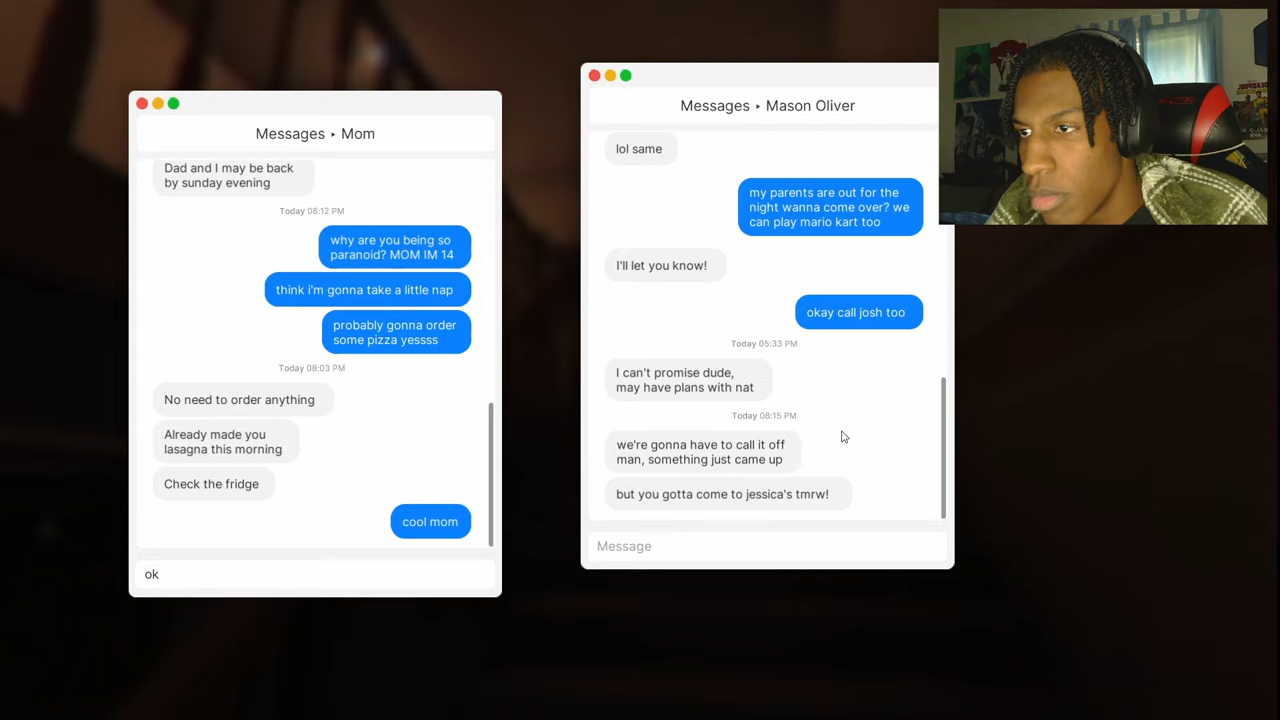 Messages ▸ Mom
Dad and I may be back
by sunday evening
Today 06:12 PM
why are you being so
paranoid? MOM IM 14
think i'm gonna take a little nap
probably gonna order
some pizza yessss
Today 08:03 PM
No need to order anything
Already made you
lasagna this morning
Check the fridge
cool mom
ok
Messages ▸ Mason Oliver
lol same
my parents are out for the
night wanna come over? we
can play mario kart too
I'll let you know!
okay call josh too
Today 05:33 PM
I can't promise dude,
may have plans with nat
Today 08:15 PM
we're gonna have to call it off
man, something just came up
but you gotta come to jessica's tmrw!
Message